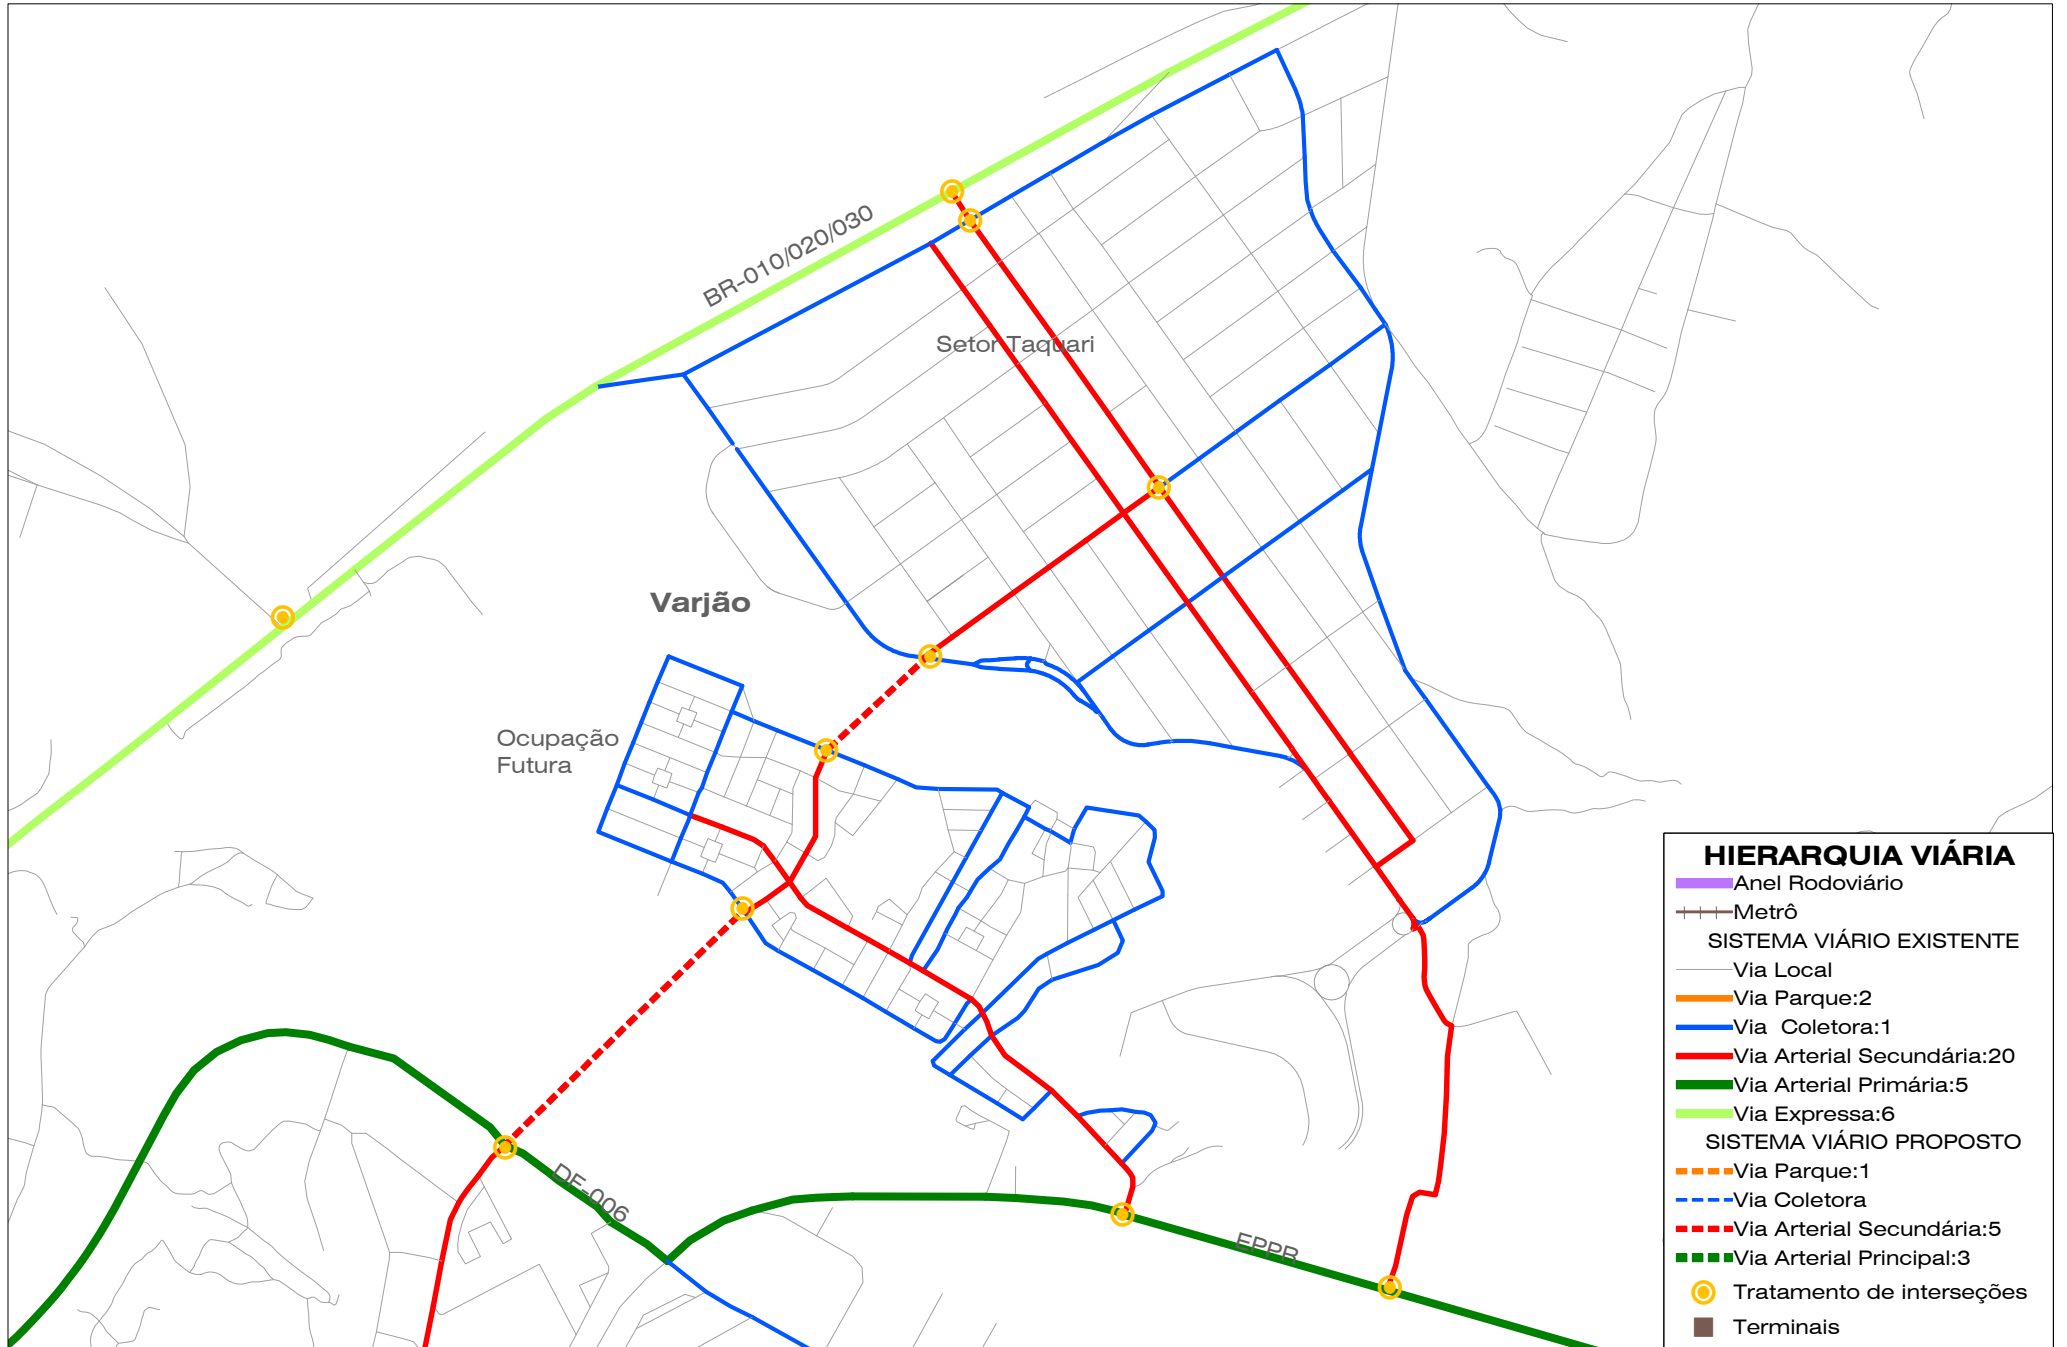 BR-010/020/030
Setor Taquari
Varjão
Ocupação
Futura
DF-006
EPPR
HIERARQUIA VIÁRIA
Anel Rodoviário
Metrô
SISTEMA VIÁRIO EXISTENTE
Via Local
Via Parque:2
Via Coletora:1
Via Arterial Secundária:20
Via Arterial Primária:5
Via Expressa:6
SISTEMA VIÁRIO PROPOSTO
Via Parque:1
Via Coletora
Via Arterial Secundária:5
Via Arterial Principal:3
Tratamento de interseções
Terminais